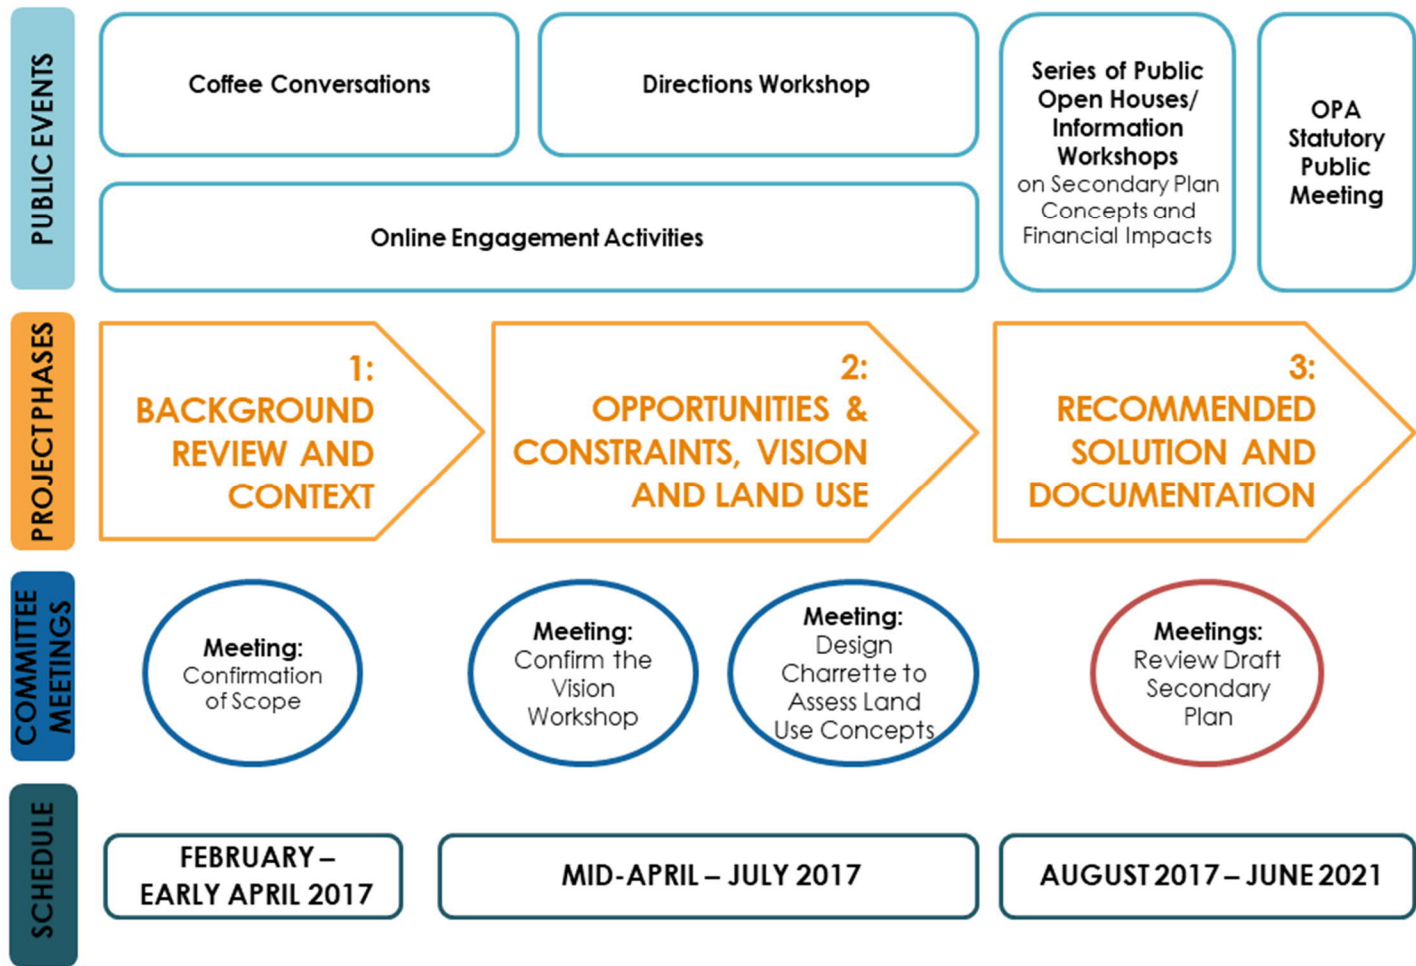 PUBLIC EVENTS
Coffee Conversations
Directions Workshop
Online Engagement Activities
Series of Public
Open Houses/
Information
Workshops
on Secondary Plan
Concepts and
Financial Impacts
OPA
Statutory
Public
Meeting
PROJECT PHASES
1:
BACKGROUND
REVIEW AND
CONTEXT
2:
OPPORTUNITIES &
CONSTRAINTS, VISION
AND LAND USE
3:
RECOMMENDED
SOLUTION AND
DOCUMENTATION
COMMITTEE
MEETINGS
Meeting:
Confirmation
of Scope
Meeting:
Confirm the
Vision
Workshop
Meeting:
Design
Charrette to
Assess Land
Use Concepts
Meetings:
Review Draft
Secondary
Plan
SCHEDULE
FEBRUARY –
EARLY APRIL 2017
MID-APRIL – JULY 2017
AUGUST 2017 – JUNE 2021